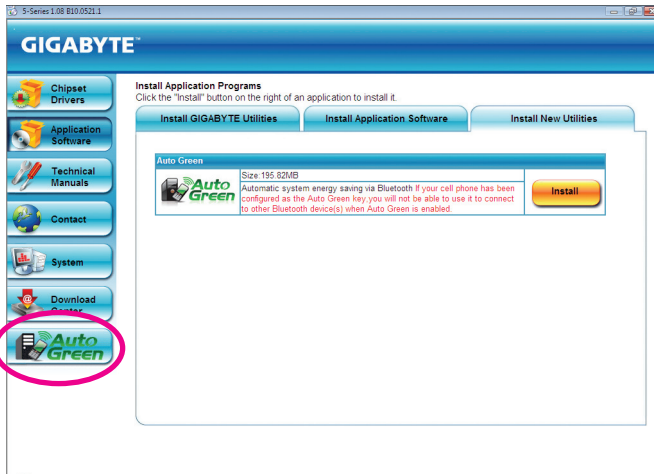 5-Series 1.08 B10.0521.1
GIGABYTE™
Chipset
Drivers
Application
Software
Technical
Manuals
Contact
System
Download
Center
Auto
Green
Install Application Programs
Click the "Install" button on the right of an application to install it.
Install GIGABYTE Utilities
Install Application Software
Install New Utilities
Auto Green
Auto
Green
Size:195.82MB
Automatic system energy saving via Bluetooth If your cell phone has been
configured as the Auto Green key,you will not be able to use it to connect
to other Bluetooth device(s) when Auto Green is enabled.
Install